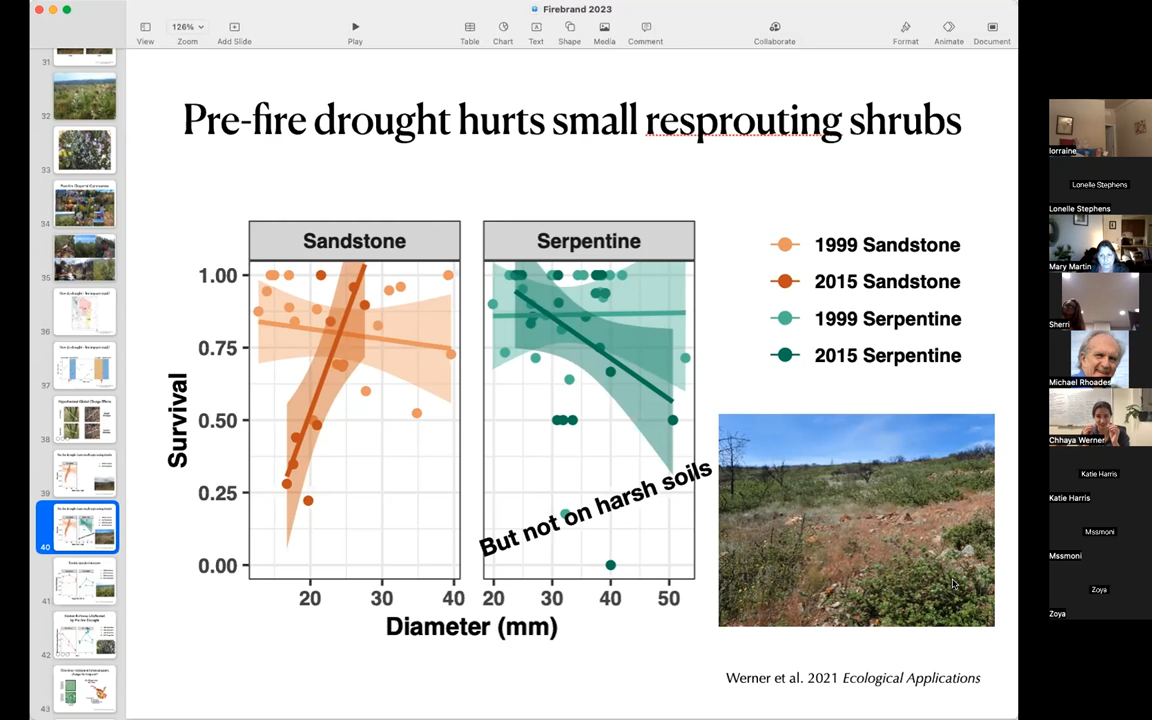 Firebrand 2023
126%
View
Zoom
Add Slide
Play
Table
Chart
Text
Shape
Media
Comment
Collaborate
Format
Animate
Document
31
32
33
34
35
36
37
38
39
40
41
42
43
Pre-fire drought hurts small resprouting shrubs
Sandstone
Serpentine
1.00
0.75
0.50
0.25
0.00
Survival
20
30
40
20
30
40
50
Diameter (mm)
But not on harsh soils
1999 Sandstone
2015 Sandstone
1999 Serpentine
2015 Serpentine
Werner et al. 2021 Ecological Applications
lorraine
Lonelle Stephens
Lonelle Stephens
Mary Martin
Sherri
Michael Rhoades
Chhaya Werner
Katie Harris
Katie Harris
Mssmoni
Mssmoni
Zoya
Zoya